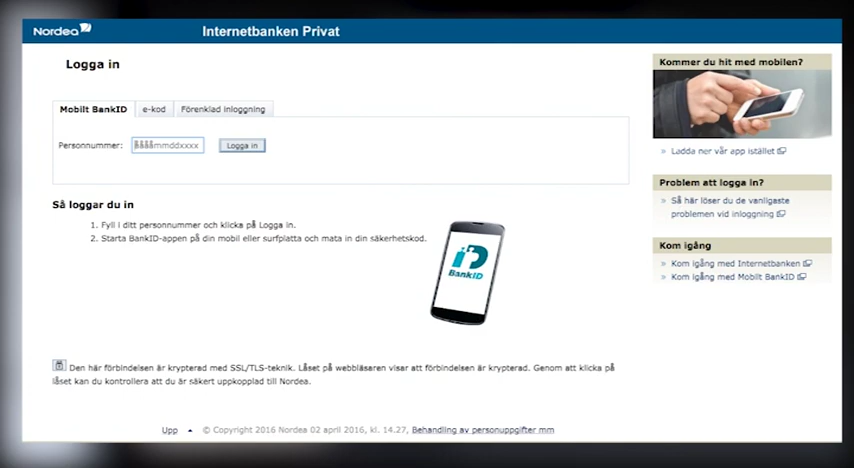 Nordea
Internetbanken Privat
Logga in
Mobilt BankID
e-kod
Förenklad inloggning
Personnummer:
ååååmmddxxxx
Logga in
Så loggar du in
1. Fyll i ditt personnummer och klicka på Logga in.
2. Starta BankID-appen på din mobil eller surfplatta och mata in din säkerhetskod.
BankID
Den här förbindelsen är krypterad med SSL/TLS-teknik. Låset på webbläsaren visar att förbindelsen är krypterad. Genom att klicka på
låset kan du kontrollera att du är säkert uppkopplad till Nordea.
Kommer du hit med mobilen?
» Ladda ner vår app istället
Problem att logga in?
» Så här löser du de vanligaste
problemen vid inloggning
Kom igång
» Kom igång med Internetbanken
» Kom igång med Mobilt BankID
Upp
© Copyright 2016 Nordea 02 april 2016, kl. 14.27, Behandling av personuppgifter mm